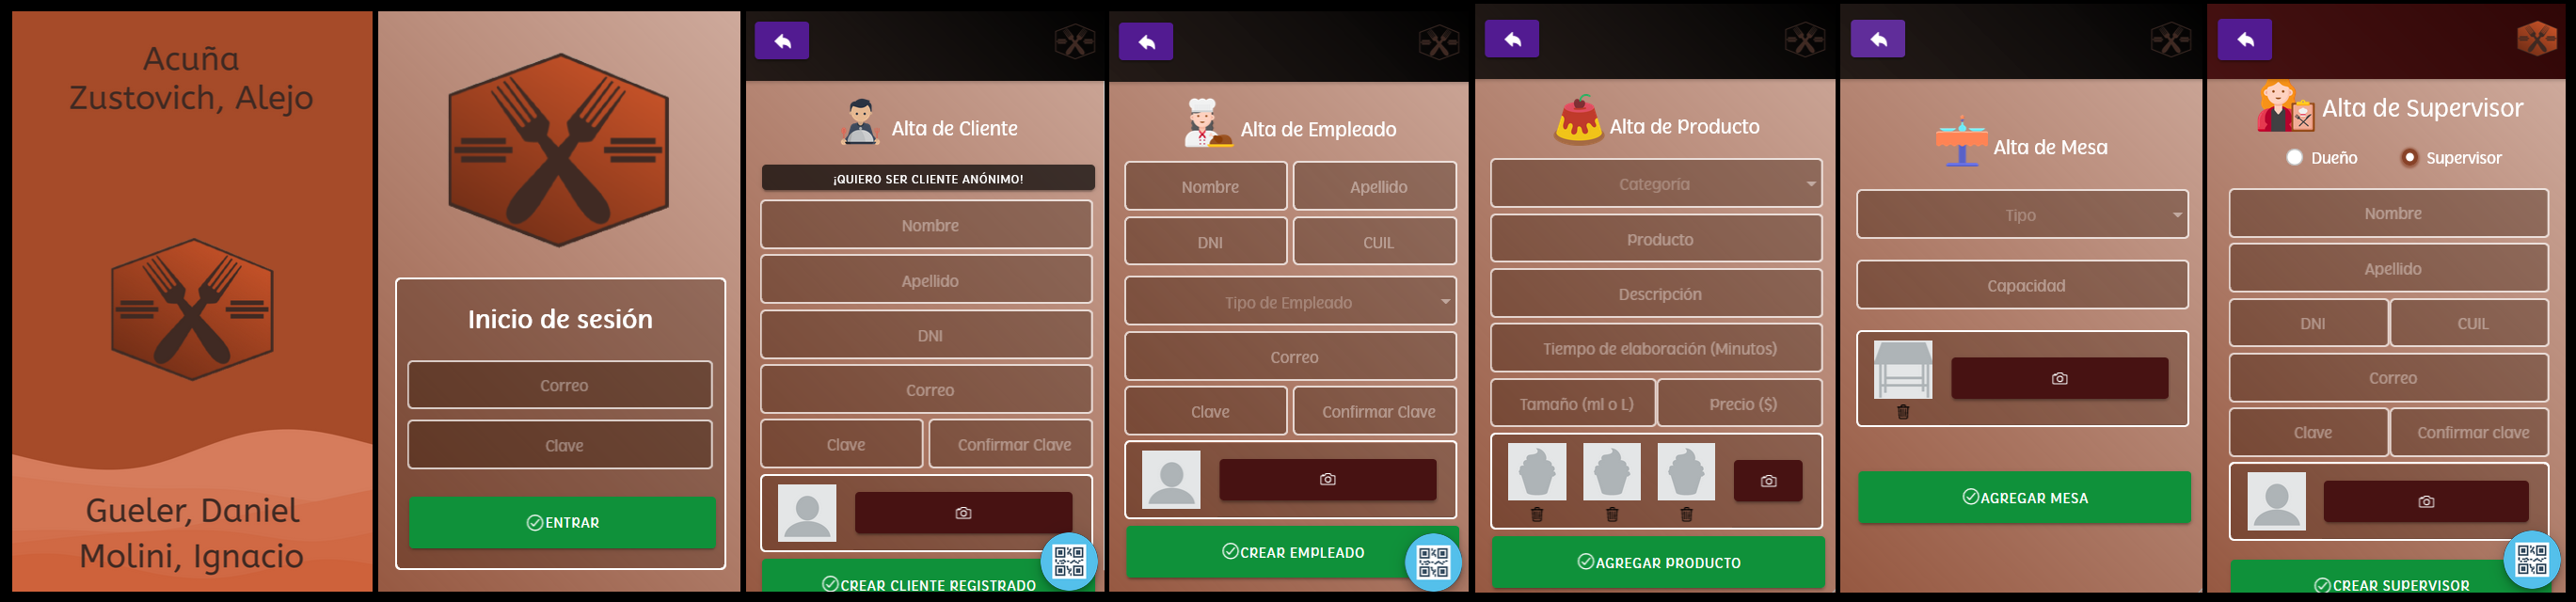 Acuña
Zustovich, Alejo
Gueler, Daniel
Molini, Ignacio
Inicio de sesión
Correo
Clave
ENTRAR
Alta de Cliente
¡QUIERO SER CLIENTE ANÓNIMO!
Nombre
Apellido
DNI
Correo
Clave
Confirmar Clave
CREAR CLIENTE REGISTRADO
Alta de Empleado
Nombre
Apellido
DNI
CUIL
Tipo de Empleado
Correo
Clave
Confirmar Clave
CREAR EMPLEADO
Alta de Producto
Categoría
Producto
Descripción
Tiempo de elaboración (Minutos)
Tamaño (ml o L)
Precio ($)
AGREGAR PRODUCTO
Alta de Mesa
Tipo
Capacidad
AGREGAR MESA
Alta de Supervisor
Dueño
Supervisor
Nombre
Apellido
DNI
CUIL
Correo
Clave
Confirmar clave
CREAR SUPERVISOR